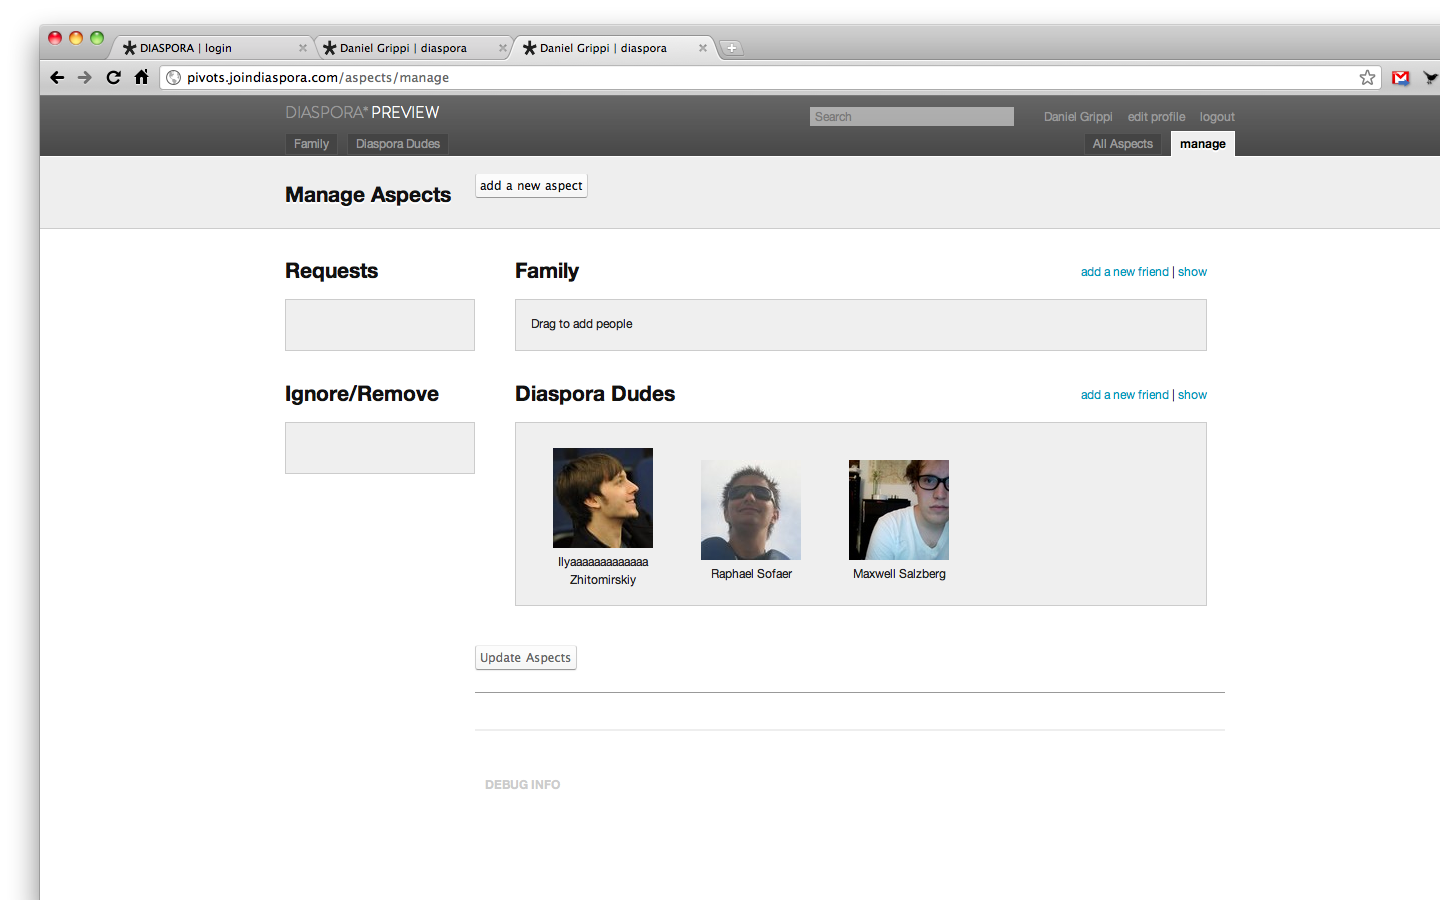 DIASPORA | login
Daniel Grippi | diaspora
Daniel Grippi | diaspora
pivots.joindiaspora.com/aspects/manage
DIASPORA* PREVIEW
Search
Daniel Grippi
edit profile
logout
Family
Diaspora Dudes
All Aspects
manage
Manage Aspects
add a new aspect
Requests
Family
add a new friend | show
Drag to add people
Ignore/Remove
Diaspora Dudes
add a new friend | show
Ilyaaaaaaaaaaaaa
Zhitomirskiy
Raphael Sofaer
Maxwell Salzberg
Update Aspects
DEBUG INFO